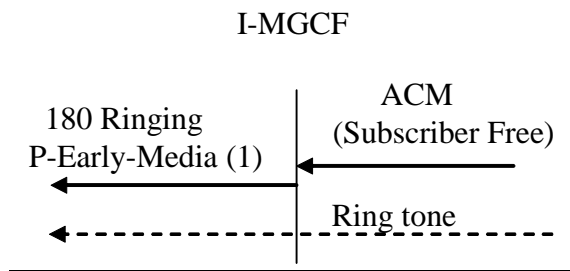 I-MGCF
ACM
180 Ringing
(Subscriber Free)
P-Early-Media (1)
Ring tone